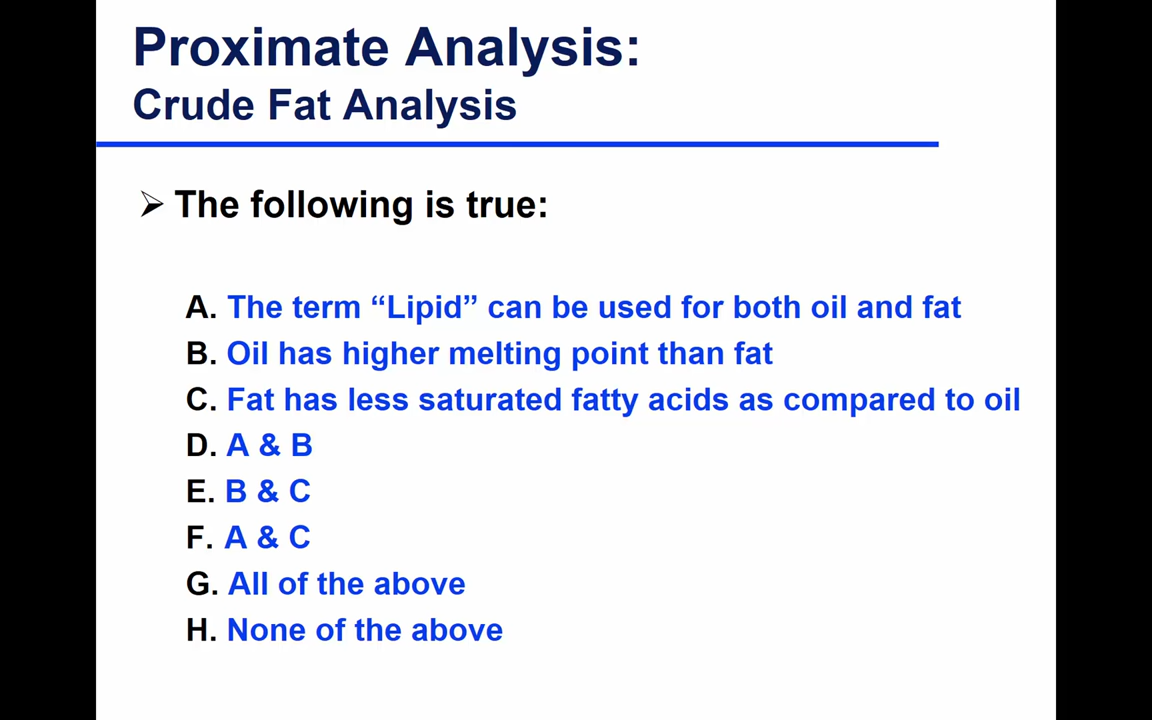 Proximate Analysis:
Crude Fat Analysis
➢ The following is true:
A. The term “Lipid” can be used for both oil and fat
B. Oil has higher melting point than fat
C. Fat has less saturated fatty acids as compared to oil
D. A & B
E. B & C
F. A & C
G. All of the above
H. None of the above